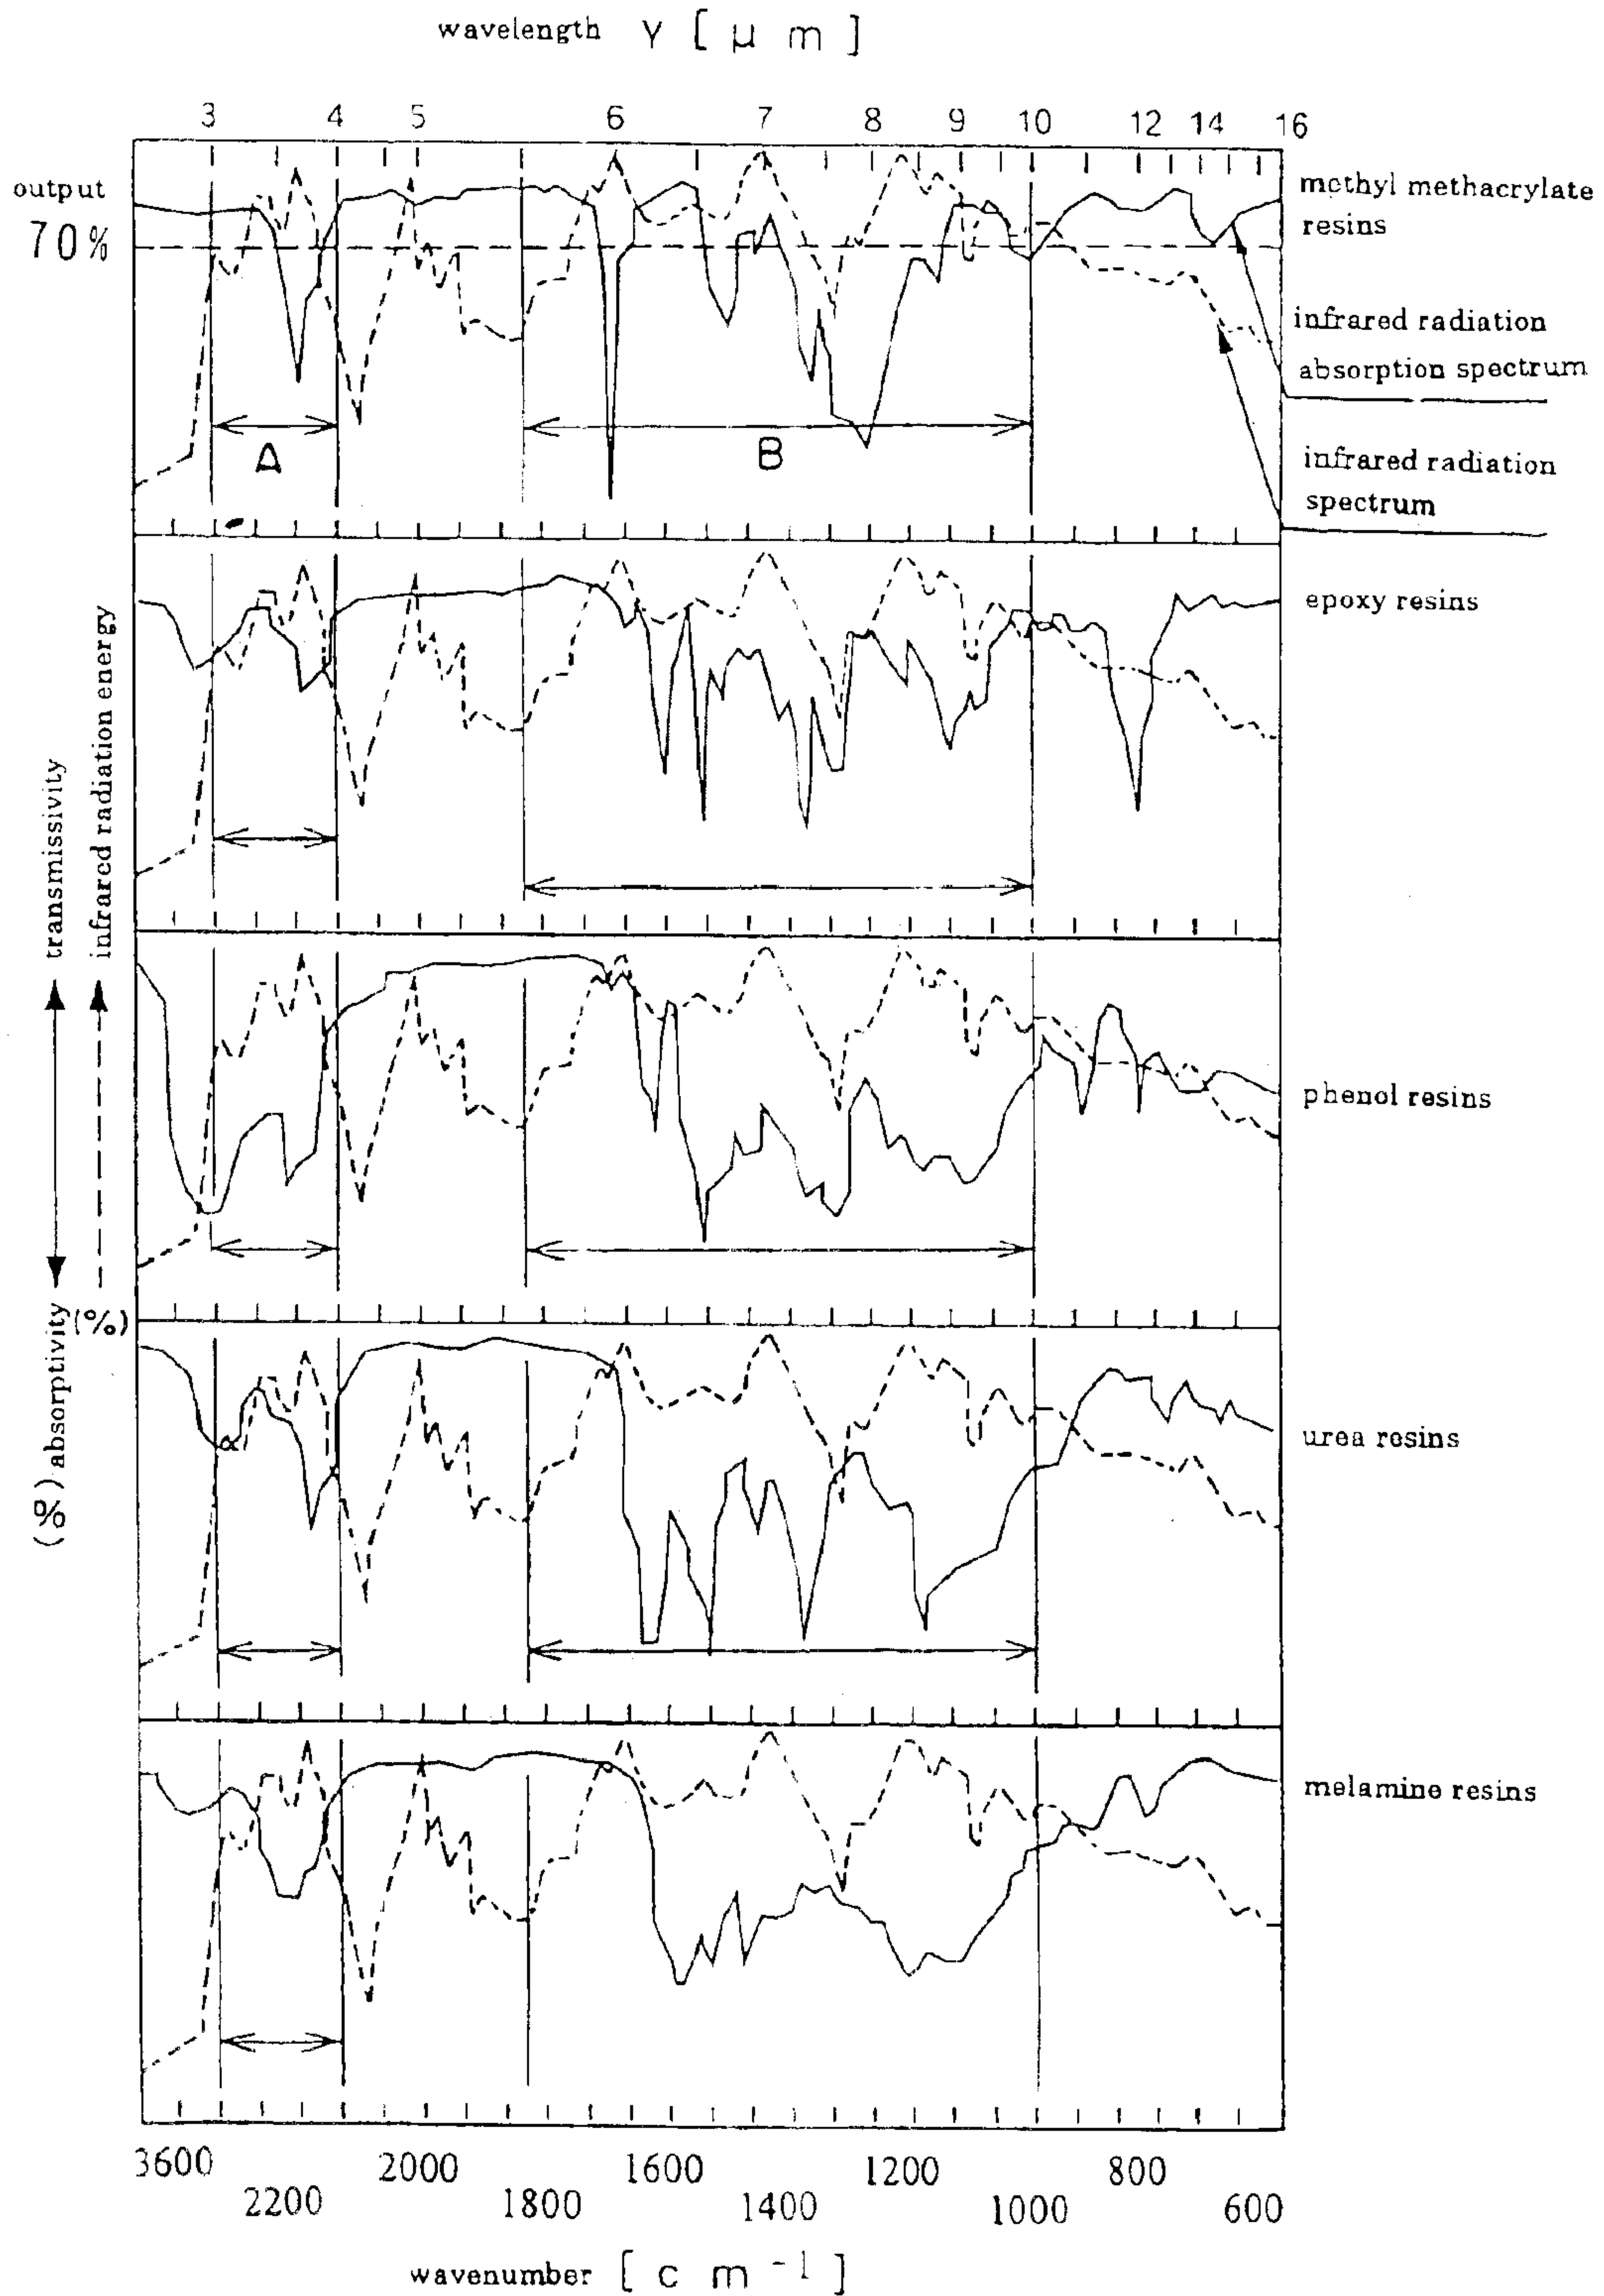 wavelength γ [ μ m ]
3 4 5 6 7 8 9 10 12 14 16
output
70%
methyl methacrylate
resins
infrared radiation
absorption spectrum
infrared radiation
spectrum
A
B
epoxy resins
phenol resins
urea resins
melamine resins
transmissivity
infrared radiation energy
(%) absorptivity
(%)
3600 2000 1600 1200 800
2200 1800 1400 1000 600
wavenumber [ c m ⁻¹ ]